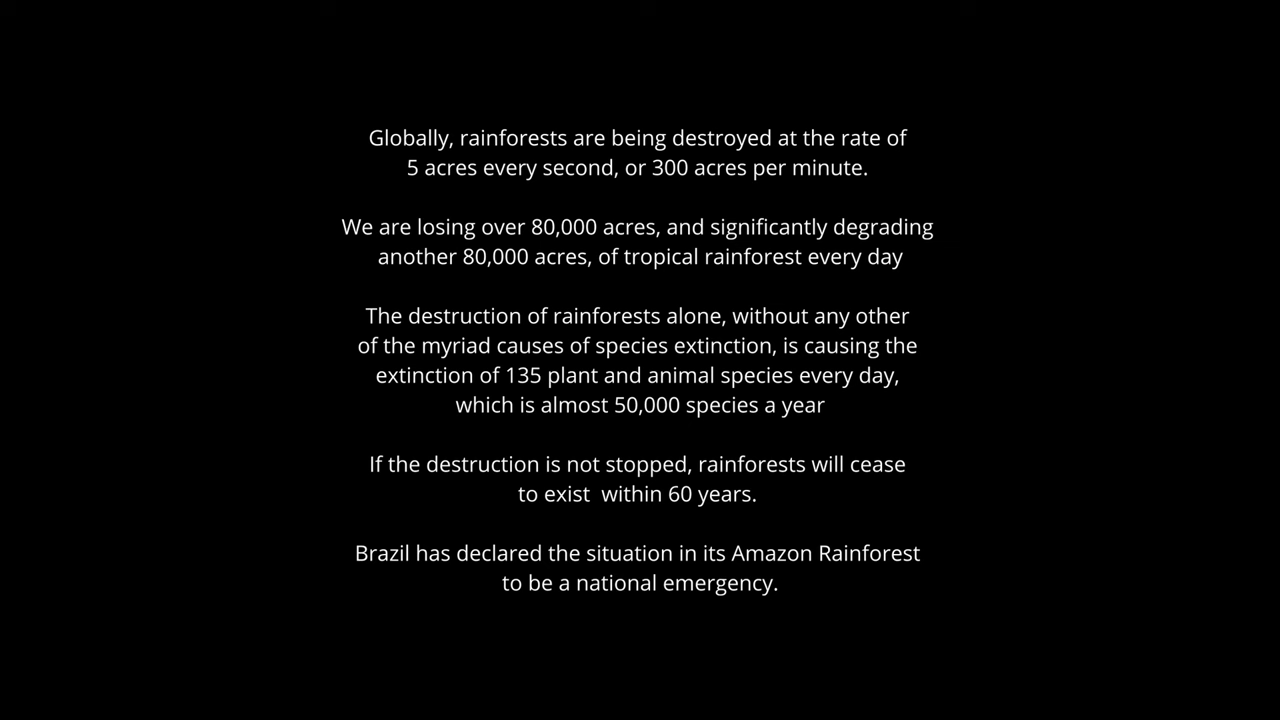 Globally, rainforests are being destroyed at the rate of
5 acres every second, or 300 acres per minute.
We are losing over 80,000 acres, and significantly degrading
another 80,000 acres, of tropical rainforest every day
The destruction of rainforests alone, without any other
of the myriad causes of species extinction, is causing the
extinction of 135 plant and animal species every day,
which is almost 50,000 species a year
If the destruction is not stopped, rainforests will cease
to exist  within 60 years.
Brazil has declared the situation in its Amazon Rainforest
to be a national emergency.